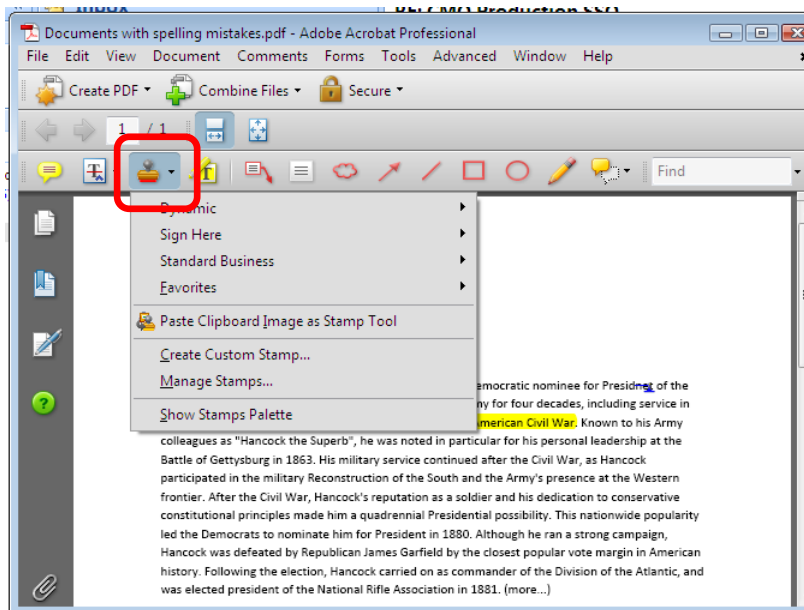 Inbox
RFI CMO Production SSO
Documents with spelling mistakes.pdf - Adobe Acrobat Professional
File Edit View Document Comments Forms Tools Advanced Window Help
Create PDF Combine Files Secure
1 / 1
T T Find
Dynamic
Sign Here
Standard Business
Favorites
Paste Clipboard Image as Stamp Tool
Create Custom Stamp...
Manage Stamps...
Show Stamps Palette
emocratic nominee for Presidnet of the
ny for four decades, including service in
American Civil War. Known to his Army
colleagues as "Hancock the Superb", he was noted in particular for his personal leadership at the
Battle of Gettysburg in 1863. His military service continued after the Civil War, as Hancock
participated in the military Reconstruction of the South and the Army's presence at the Western
frontier. After the Civil War, Hancock's reputation as a soldier and his dedication to conservative
constitutional principles made him a quadrennial Presidential possibility. This nationwide popularity
led the Democrats to nominate him for President in 1880. Although he ran a strong campaign,
Hancock was defeated by Republican James Garfield by the closest popular vote margin in American
history. Following the election, Hancock carried on as commander of the Division of the Atlantic, and
was elected president of the National Rifle Association in 1881. (more...)